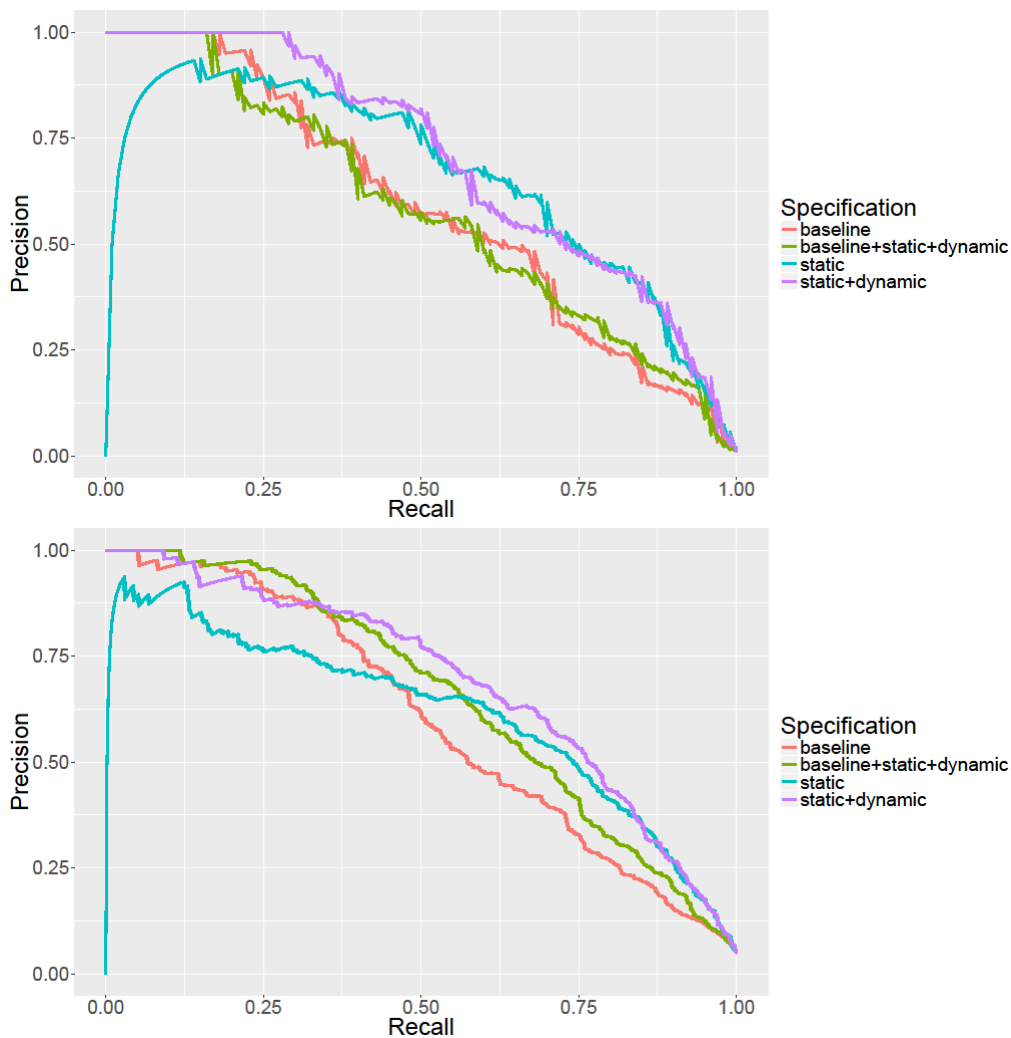 1.00
0.75
0.50
0.25
0.00
Precision
0.00 0.25 0.50 0.75 1.00
Recall
Specification
baseline
baseline+static+dynamic
static
static+dynamic
1.00
0.75
0.50
0.25
0.00
Precision
0.00 0.25 0.50 0.75 1.00
Recall
Specification
baseline
baseline+static+dynamic
static
static+dynamic